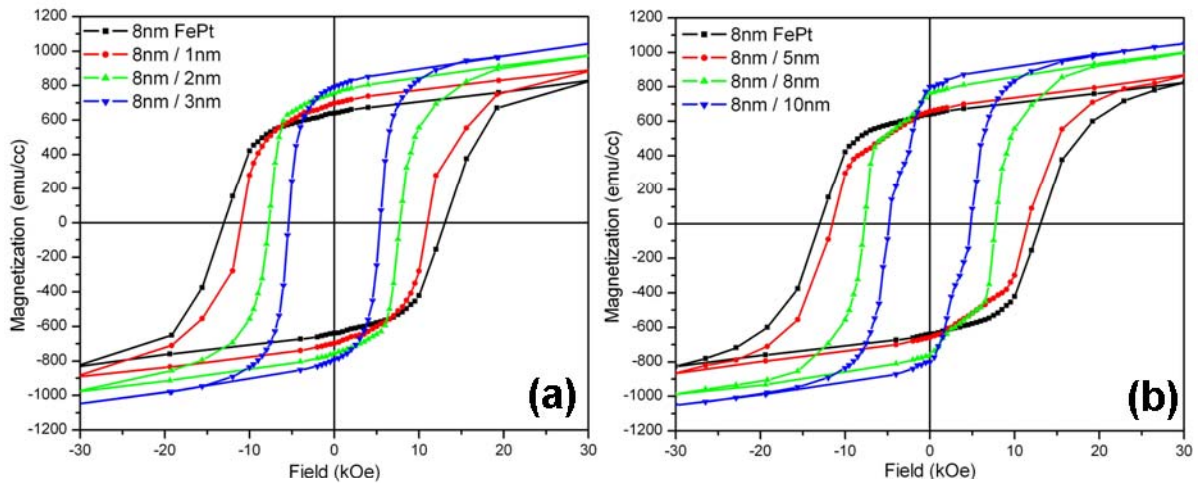 1200
1000
800
600
400
200
0
-200
-400
-600
-800
-1000
-1200
Magnetization (emu/cc)
8nm FePt
8nm / 1nm
8nm / 2nm
8nm / 3nm
(a)
-30 -20 -10 0 10 20 30
Field (kOe)
1200
1000
800
600
400
200
0
-200
-400
-600
-800
-1000
-1200
Magnetization (emu/cc)
8nm FePt
8nm / 5nm
8nm / 8nm
8nm / 10nm
(b)
-30 -20 -10 0 10 20 30
Field (kOe)